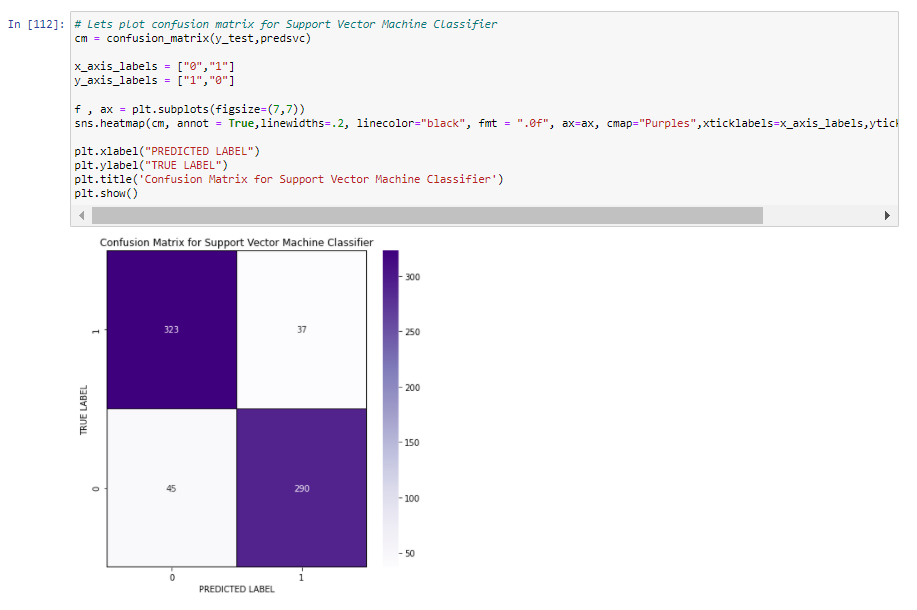 In [112]:
# Lets plot confusion matrix for Support Vector Machine Classifier
cm = confusion_matrix(y_test,predsvc)
x_axis_labels = ["0","1"]
y_axis_labels = ["1","0"]
f , ax = plt.subplots(figsize=(7,7))
sns.heatmap(cm, annot = True,linewidths=.2, linecolor="black", fmt = ".0f", ax=ax, cmap="Purples",xticklabels=x_axis_labels,ytick
plt.xlabel("PREDICTED LABEL")
plt.ylabel("TRUE LABEL")
plt.title('Confusion Matrix for Support Vector Machine Classifier')
plt.show()
Confusion Matrix for Support Vector Machine Classifier
1
323
37
0
45
290
TRUE LABEL
0
1
PREDICTED LABEL
300
250
200
150
100
50